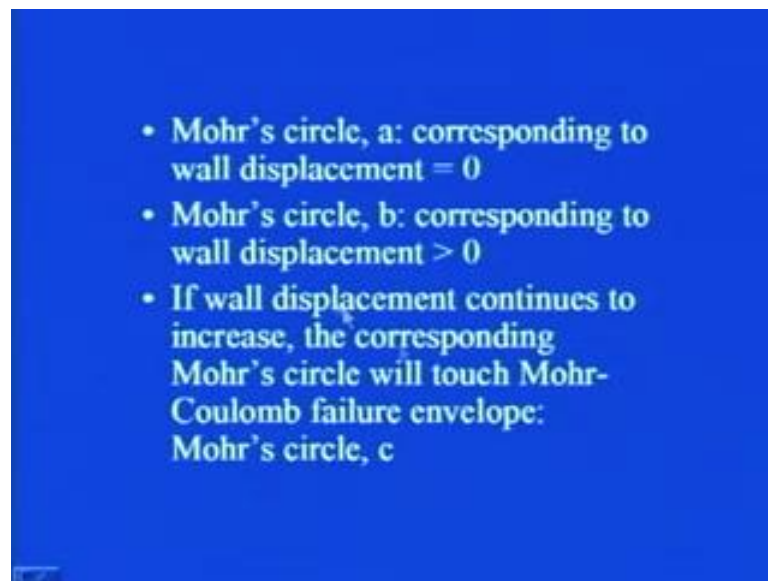 • Mohr's circle, a: corresponding to
wall displacement = 0
• Mohr's circle, b: corresponding to
wall displacement > 0
• If wall displacement continues to
increase, the corresponding
Mohr's circle will touch Mohr-
Coulomb failure envelope:
Mohr's circle, c